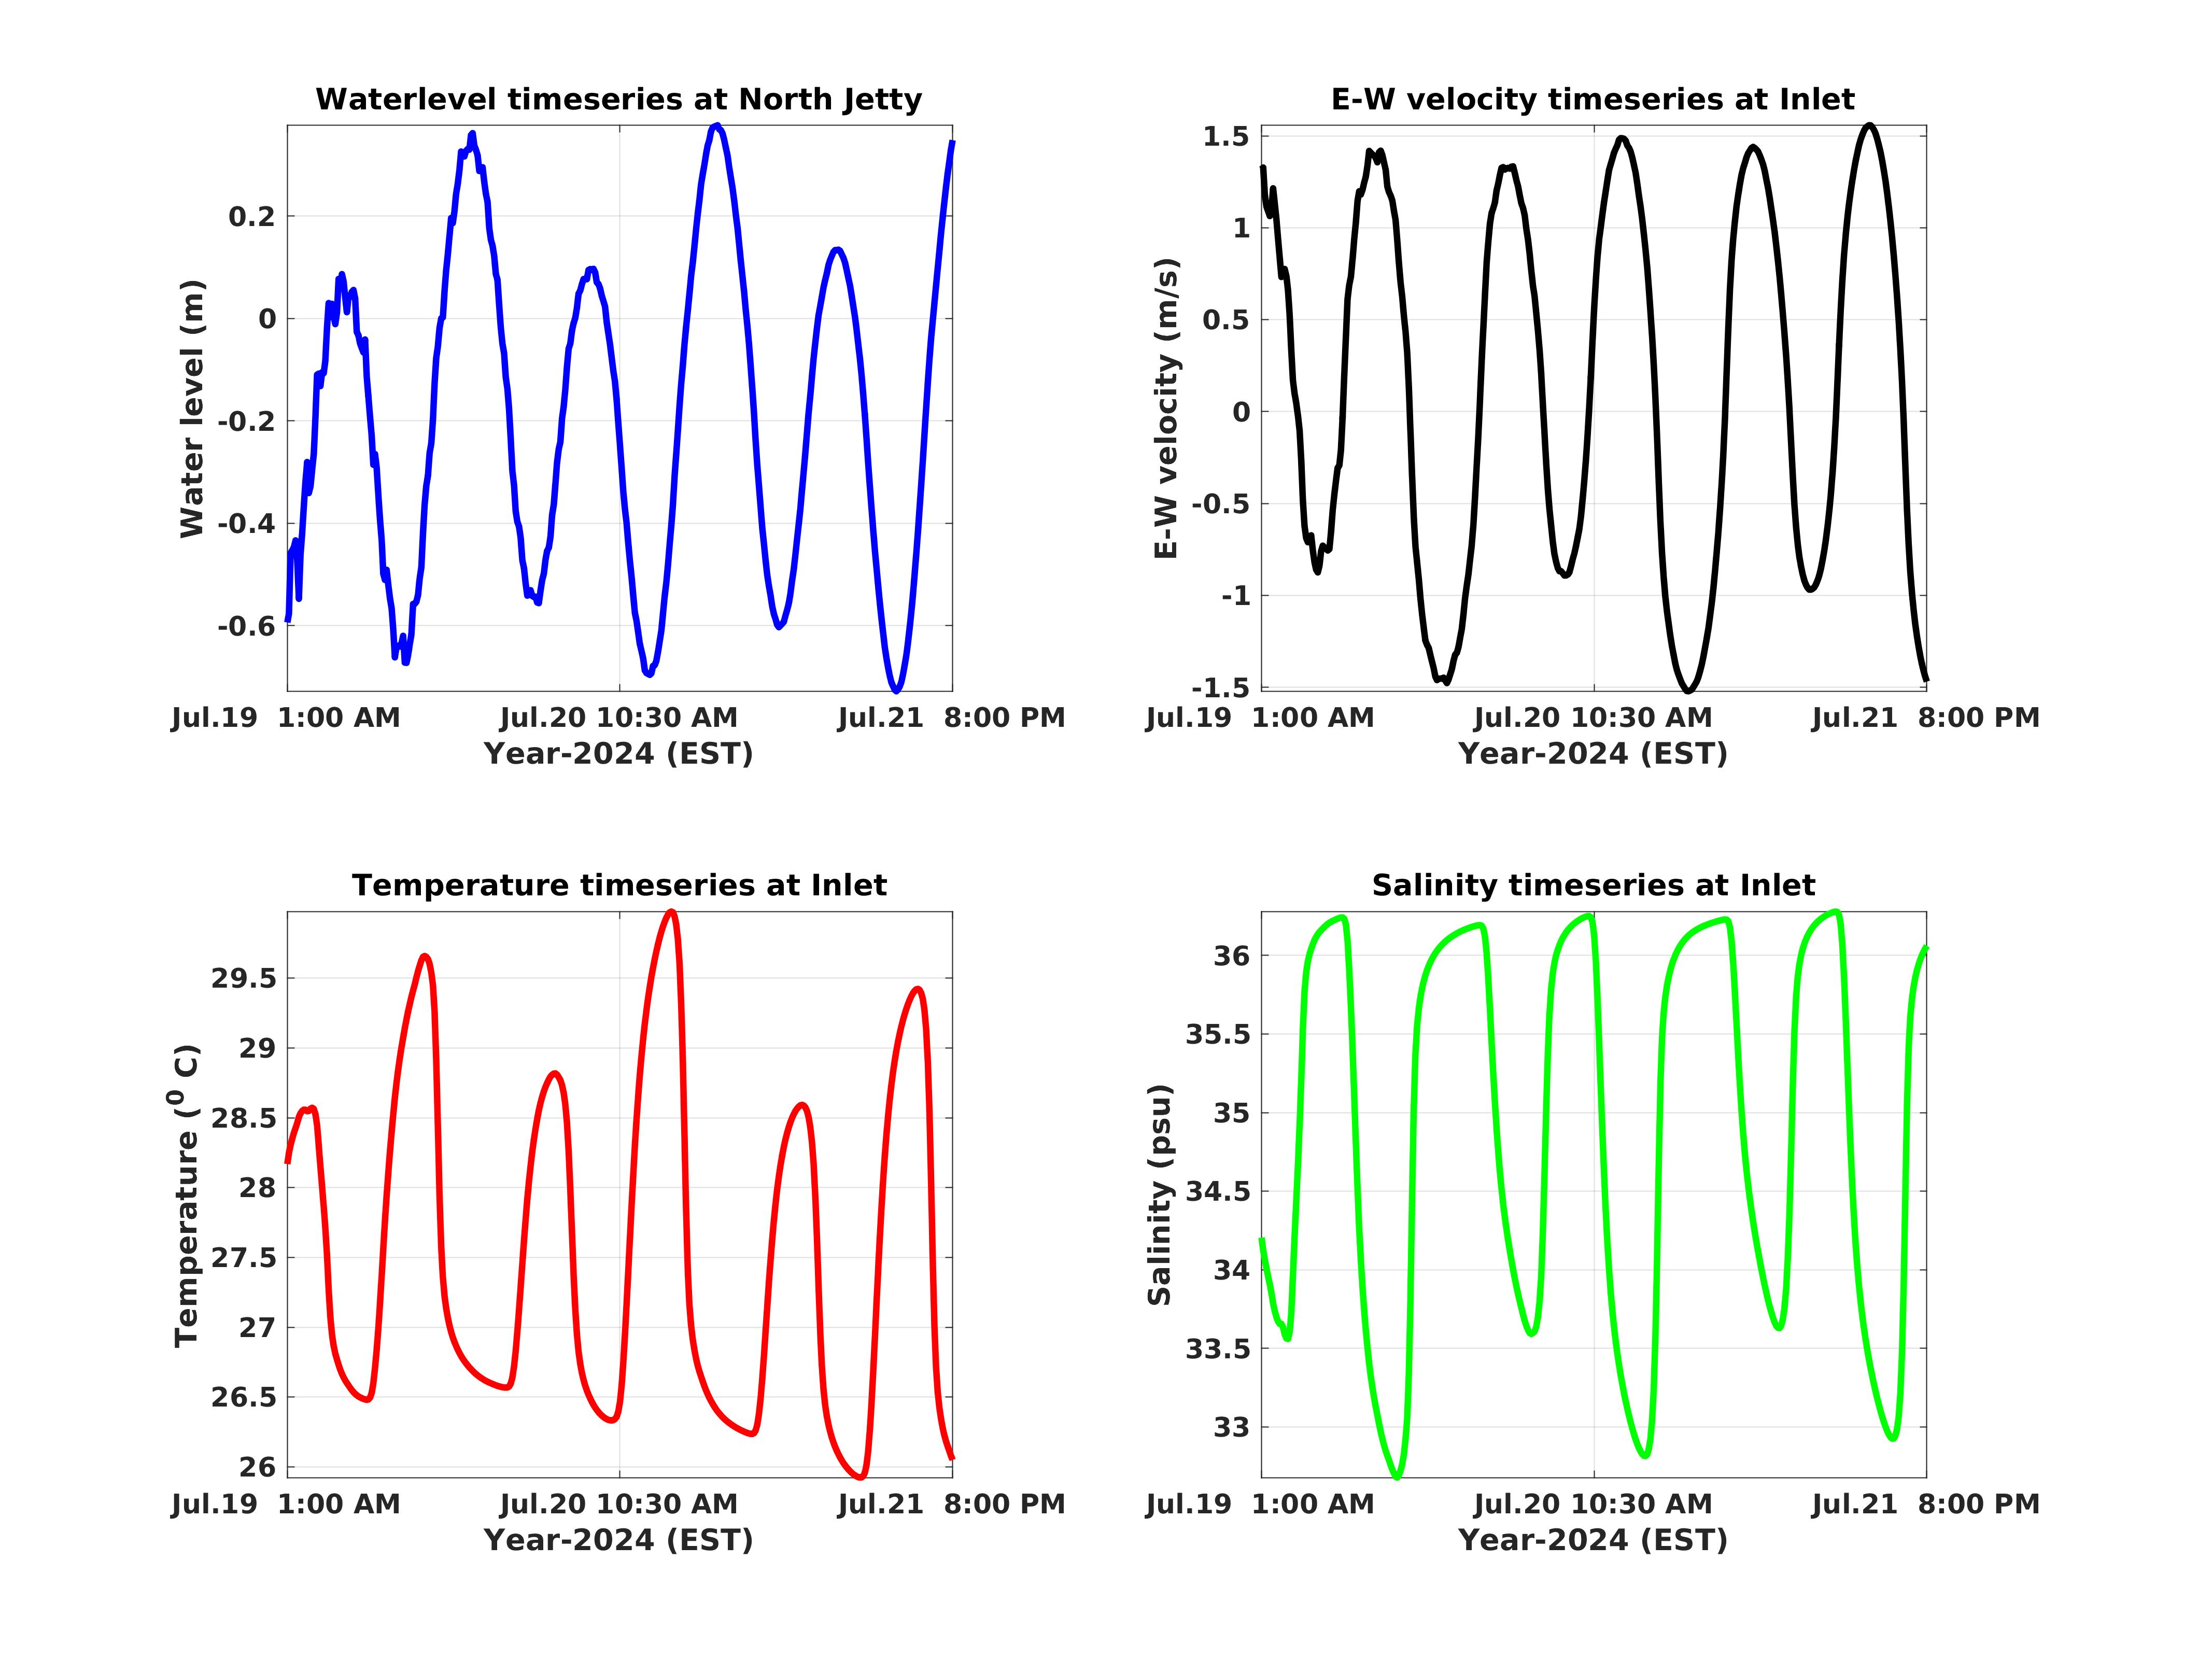 Waterlevel timeseries at North Jetty
Water level (m)
0.2
0
-0.2
-0.4
-0.6
Jul.19 1:00 AM Jul.20 10:30 AM Jul.21 8:00 PM
Year-2024 (EST)
E-W velocity timeseries at Inlet
E-W velocity (m/s)
1.5
1
0.5
0
-0.5
-1
-1.5
Jul.19 1:00 AM Jul.20 10:30 AM Jul.21 8:00 PM
Year-2024 (EST)
Temperature timeseries at Inlet
Temperature (⁰ C)
29.5
29
28.5
28
27.5
27
26.5
26
Jul.19 1:00 AM Jul.20 10:30 AM Jul.21 8:00 PM
Year-2024 (EST)
Salinity timeseries at Inlet
Salinity (psu)
36
35.5
35
34.5
34
33.5
33
Jul.19 1:00 AM Jul.20 10:30 AM Jul.21 8:00 PM
Year-2024 (EST)